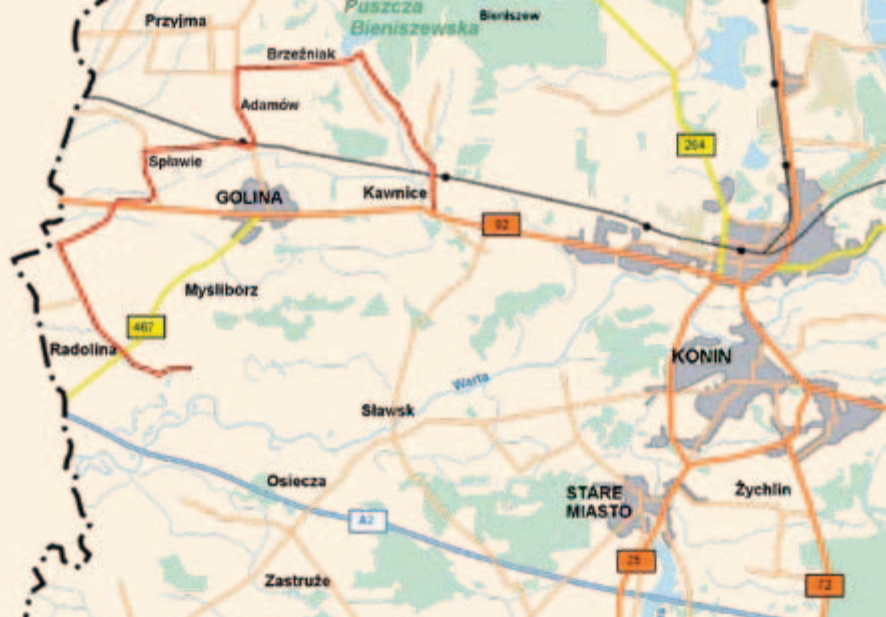 Puszcza
Bieniszewska
Bieniszew
Przyjma
Brzeźniak
Adamów
264
Spławie
GOLINA
Kawnice
92
Myślibórz
467
Radolina
KONIN
Warta
Sławsk
Osiecza
STARE
MIASTO
Żychlin
A2
25
Zastruże
72